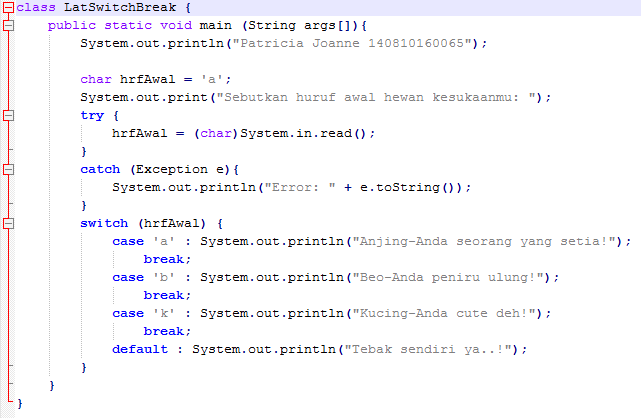 class LatSwitchBreak {
    public static void main (String args[]){
        System.out.println("Patricia Joanne 140810160065");

        char hrfAwal = 'a';
        System.out.print("Sebutkan huruf awal hewan kesukaanmu: ");
        try {
            hrfAwal = (char)System.in.read();
        }
        catch (Exception e){
            System.out.println("Error: " + e.toString());
        }
        switch (hrfAwal) {
            case 'a' : System.out.println("Anjing-Anda seorang yang setia!");
                break;
            case 'b' : System.out.println("Beo-Anda peniru ulung!");
                break;
            case 'k' : System.out.println("Kucing-Anda cute deh!");
                break;
            default : System.out.println("Tebak sendiri ya..!");
        }
    }
}